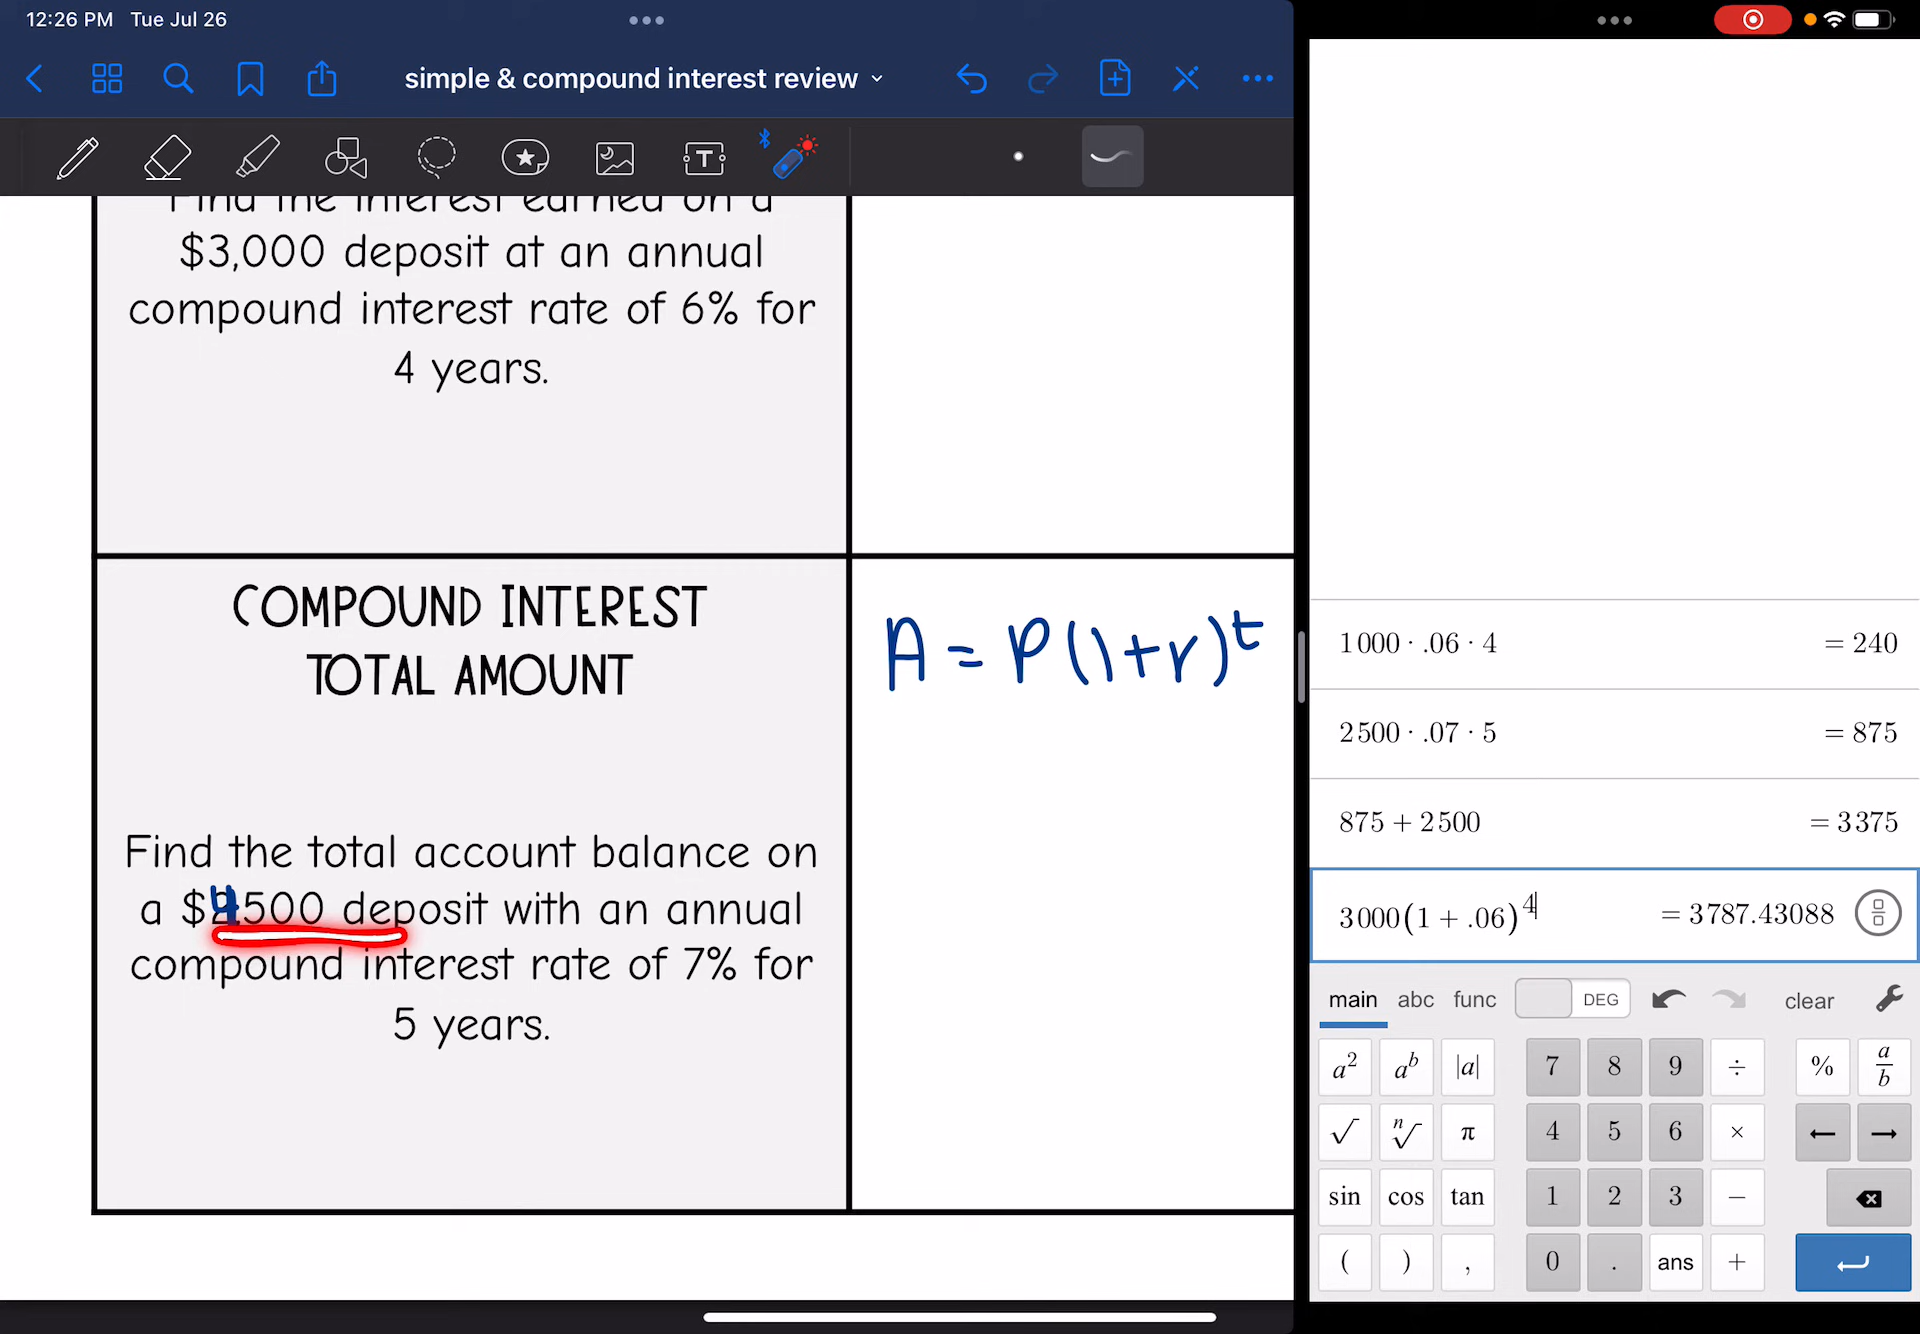 12:26 PM Tue Jul 26
simple & compound interest review
T
Find the interest earned on a
$3,000 deposit at an annual
compound interest rate of 6% for
4 years.
COMPOUND INTEREST
TOTAL AMOUNT
A = P(1+r)^t
Find the total account balance on
a $4,500 deposit with an annual
compound interest rate of 7% for
5 years.
1000 · .06 · 4 = 240
2500 · .07 · 5 = 875
875 + 2500 = 3375
3000(1 + .06)^4 = 3787.43088
main abc func DEG clear
a² a^b |a| 7 8 9 ÷ % a/b
√ ⁿ√ π 4 5 6 × ← →
sin cos tan 1 2 3 −
( ) , 0 . ans +